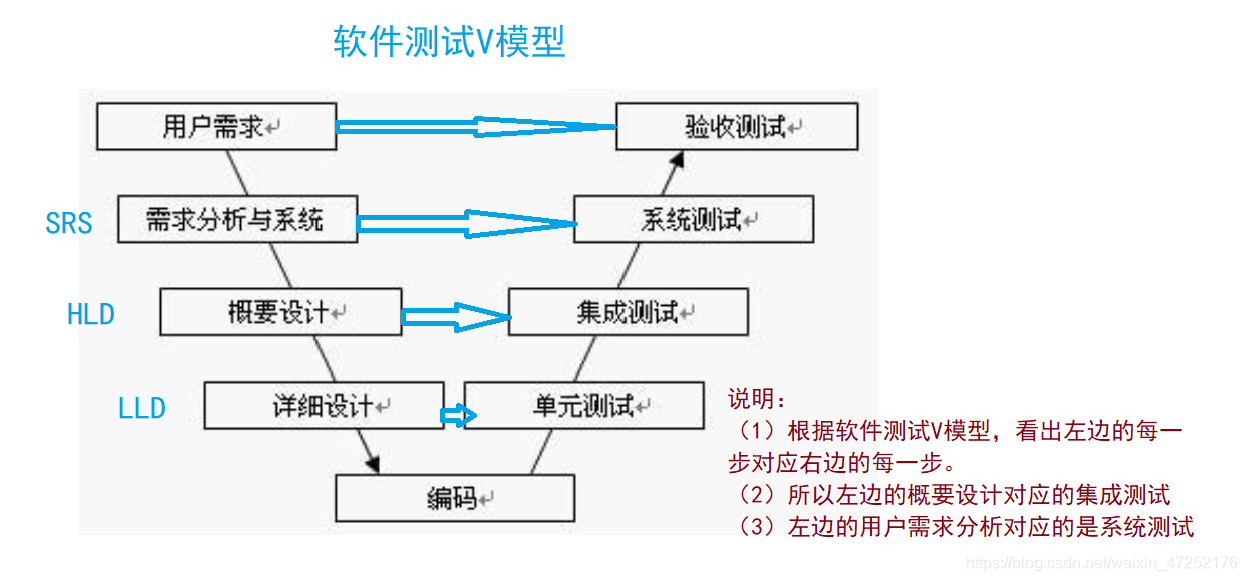 软件测试V模型
用户需求↵
验收测试↵
SRS
需求分析与系统
系统测试↵
HLD
概要设计↵
集成测试↵
LLD
详细设计↵
单元测试↵
编码↵
说明：
（1）根据软件测试V模型，看出左边的每一
步对应右边的每一步。
（2）所以左边的概要设计对应的集成测试
（3）左边的用户需求分析对应的是系统测试
https://blog.csdn.net/weixin_47252176